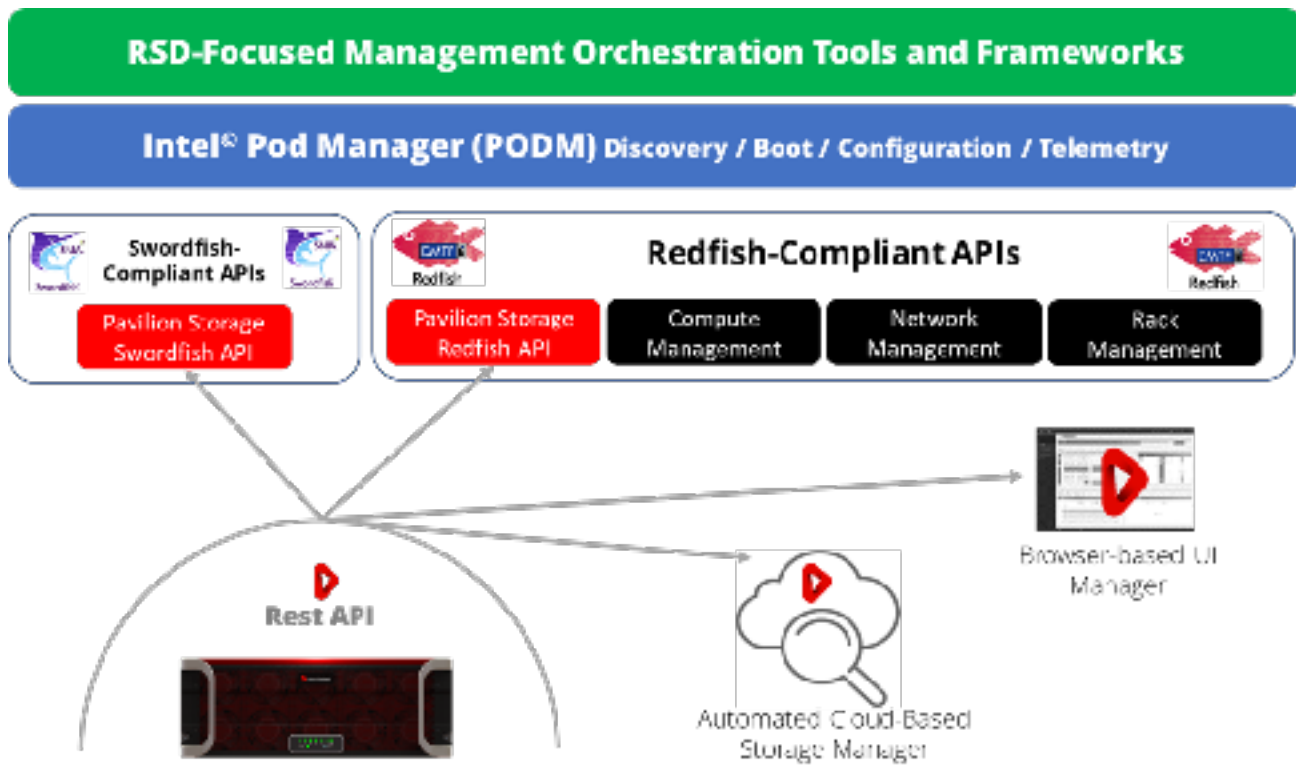 RSD-Focused Management Orchestration Tools and Frameworks
Intel© Pod Manager (PODM) Discovery / Boot / Configuration / Telemetry
Swordfish-
Compliant APIs
Pavilion Storage
Swordfish API
Redfish-Compliant APIs
Redfish
Redfish
Pavilion Storage
Redfish API
Compute
Management
Network
Management
Rack
Management
Rest API
Browser-based UI
Manager
Automated Cloud-Based
Storage Manager